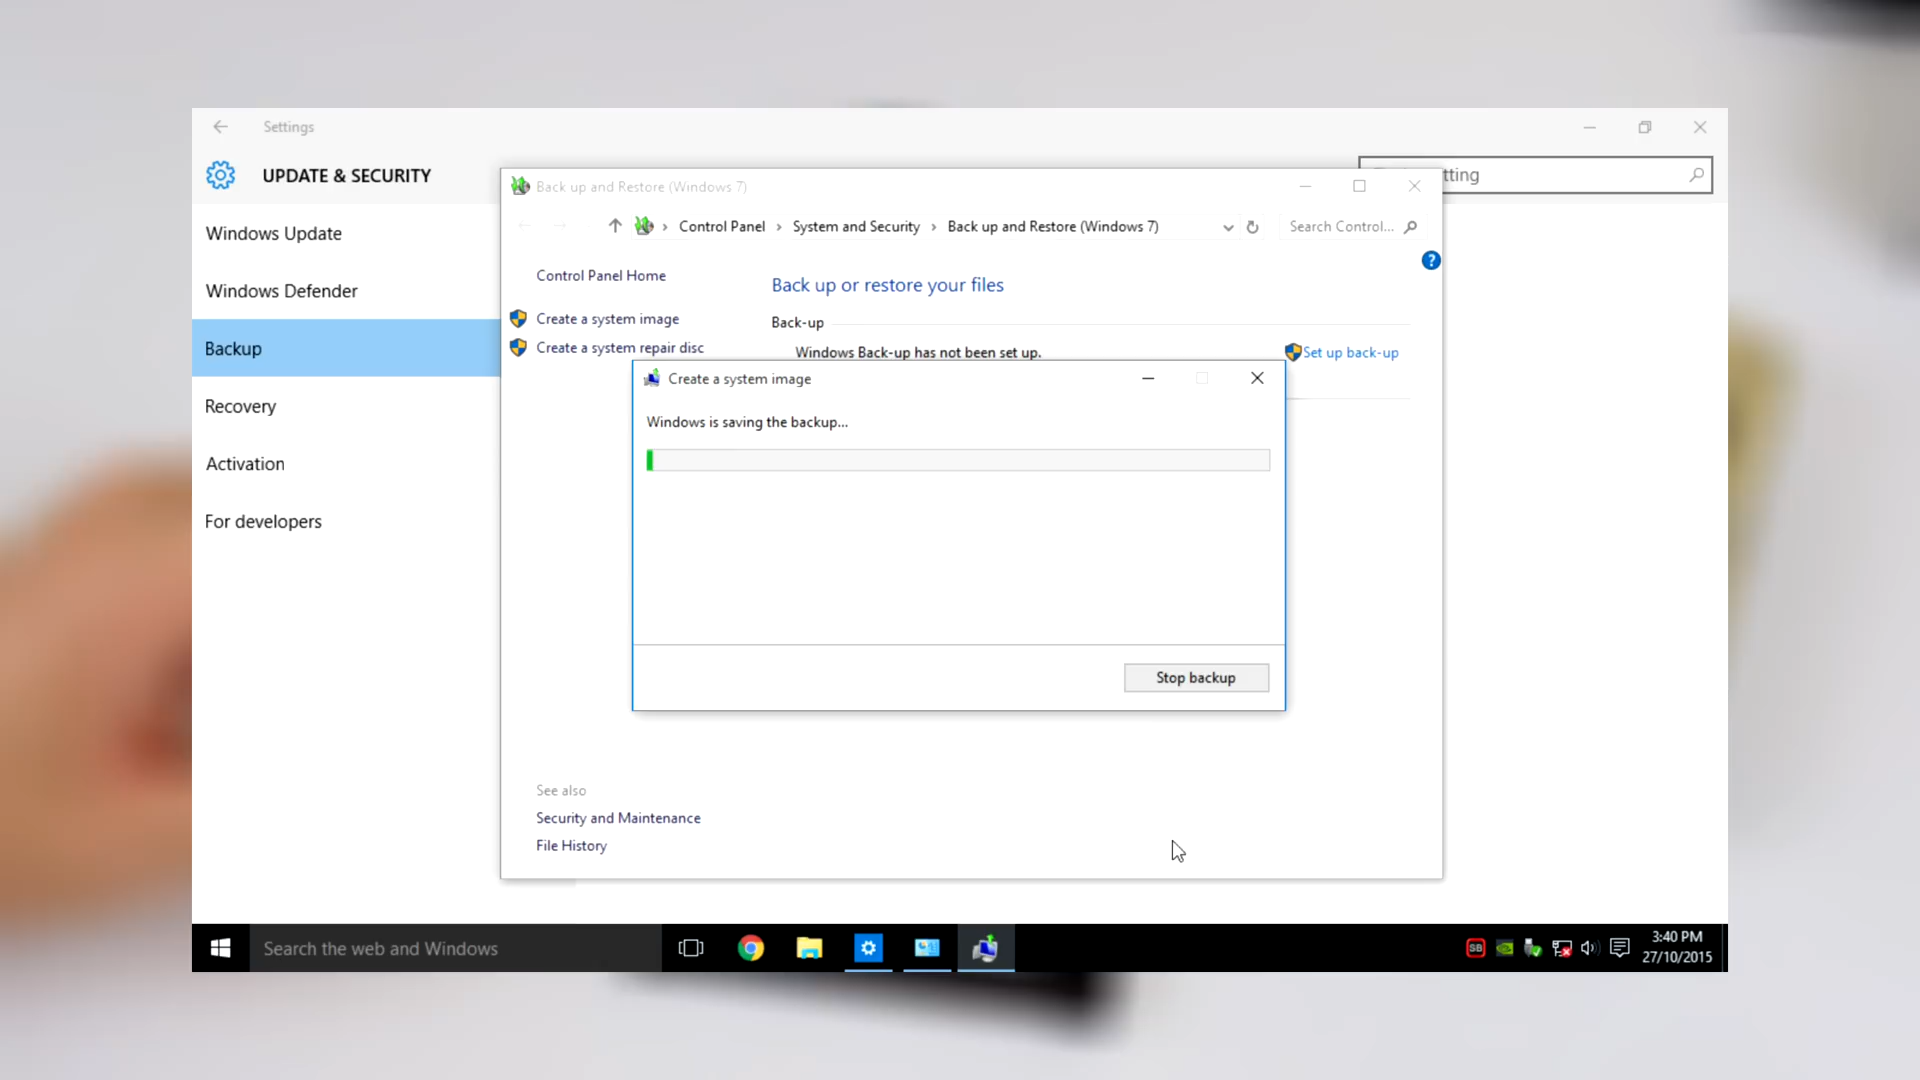 Settings
UPDATE & SECURITY
tting
Windows Update
Windows Defender
Backup
Recovery
Activation
For developers
Back up and Restore (Windows 7)
Control Panel › System and Security › Back up and Restore (Windows 7)
Search Control...
Control Panel Home
Create a system image
Create a system repair disc
Back up or restore your files
Back-up
Windows Back-up has not been set up.
Set up back-up
Create a system image
Windows is saving the backup...
Stop backup
See also
Security and Maintenance
File History
Search the web and Windows
SB
3:40 PM
27/10/2015